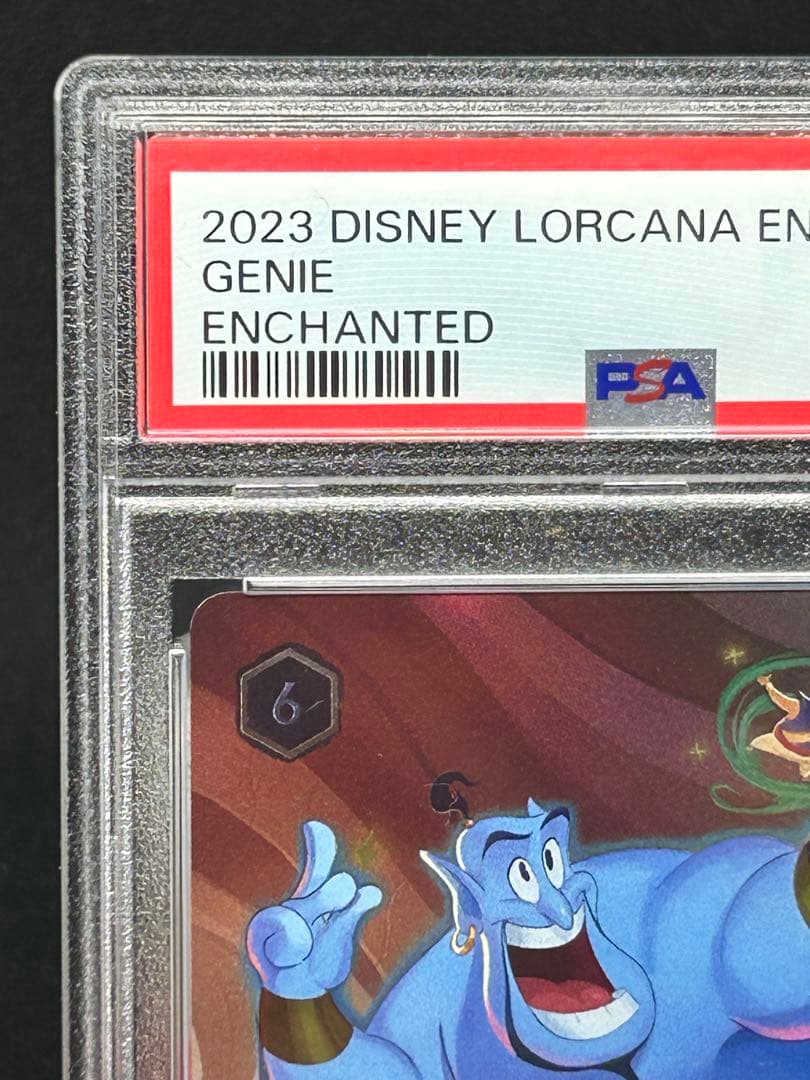 2023 DISNEY LORCANA EN
GENIE
ENCHANTED
PSA
6